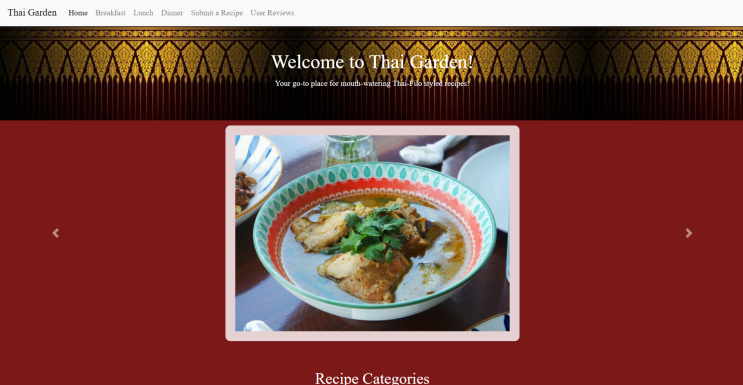 Thai Garden Home Breakfast Lunch Dinner Submit a Recipe User Reviews
Welcome to Thai Garden!
Your go-to place for mouth-watering Thai-Filo styled recipes!
Recipe Categories